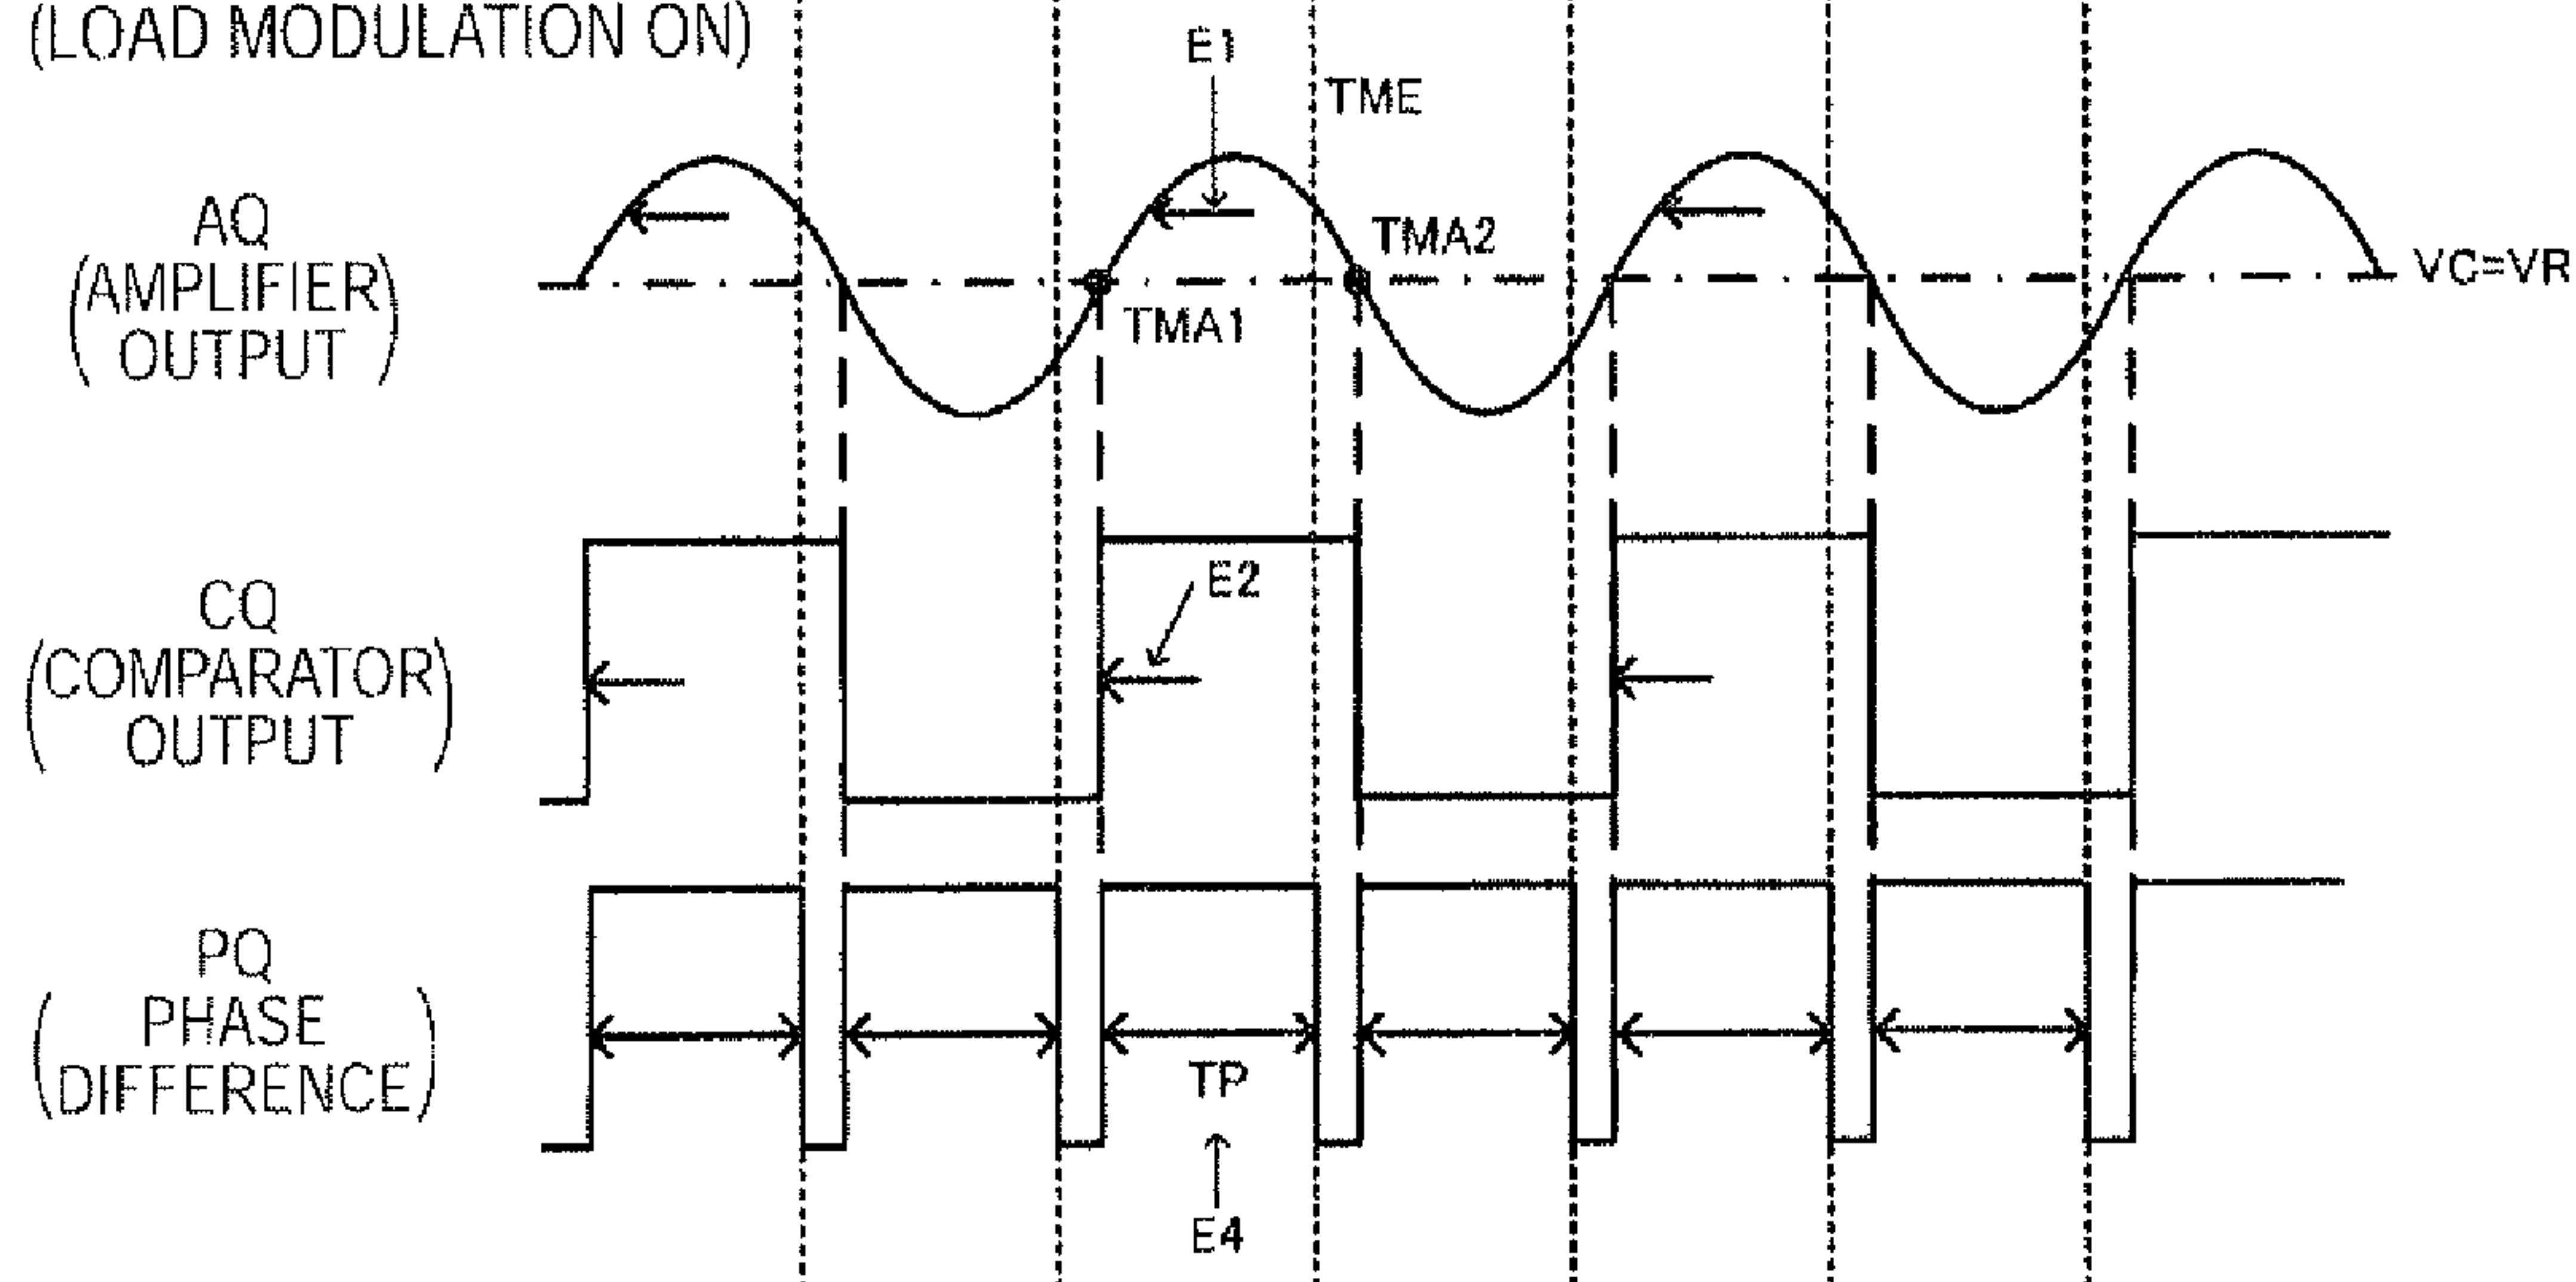 (LOAD MODULATION ON)
E1
TME
AQ
(AMPLIFIER
OUTPUT)
TMA2
VC=VR
TMA1
CQ
(COMPARATOR
OUTPUT)
E2
PQ
(PHASE
DIFFERENCE)
TP
E4